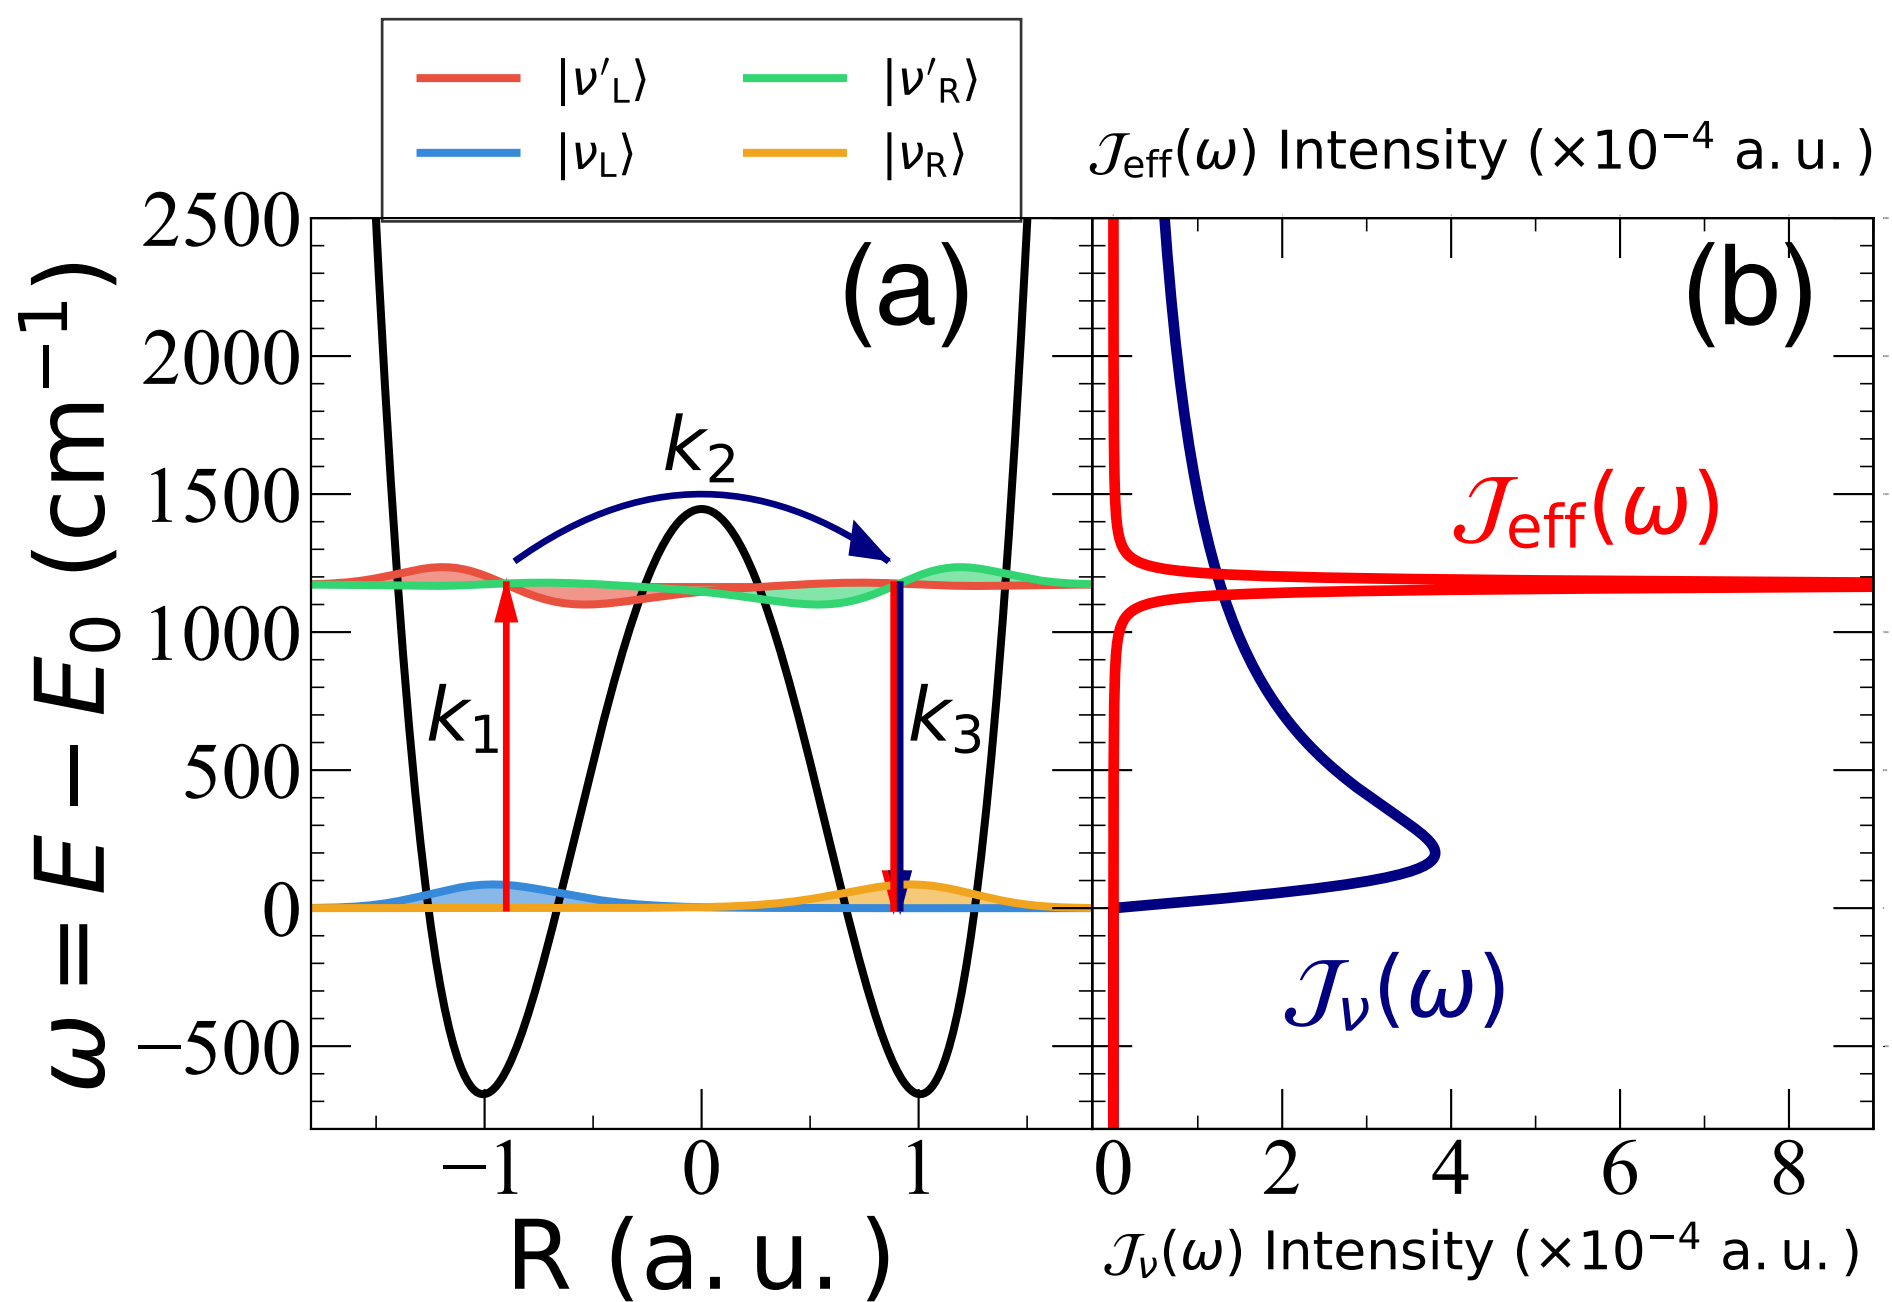 |ν′L⟩ |ν′R⟩
|νL⟩ |νR⟩
𝒥eff(ω) Intensity (×10⁻⁴ a.u.)
ω = E − E₀ (cm⁻¹)
2500
2000
1500
1000
500
0
−500
(a)
k₂
k₁
k₃
−1 0 1
R (a.u.)
(b)
𝒥eff(ω)
𝒥ν(ω)
0 2 4 6 8
𝒥ν(ω) Intensity (×10⁻⁴ a.u.)